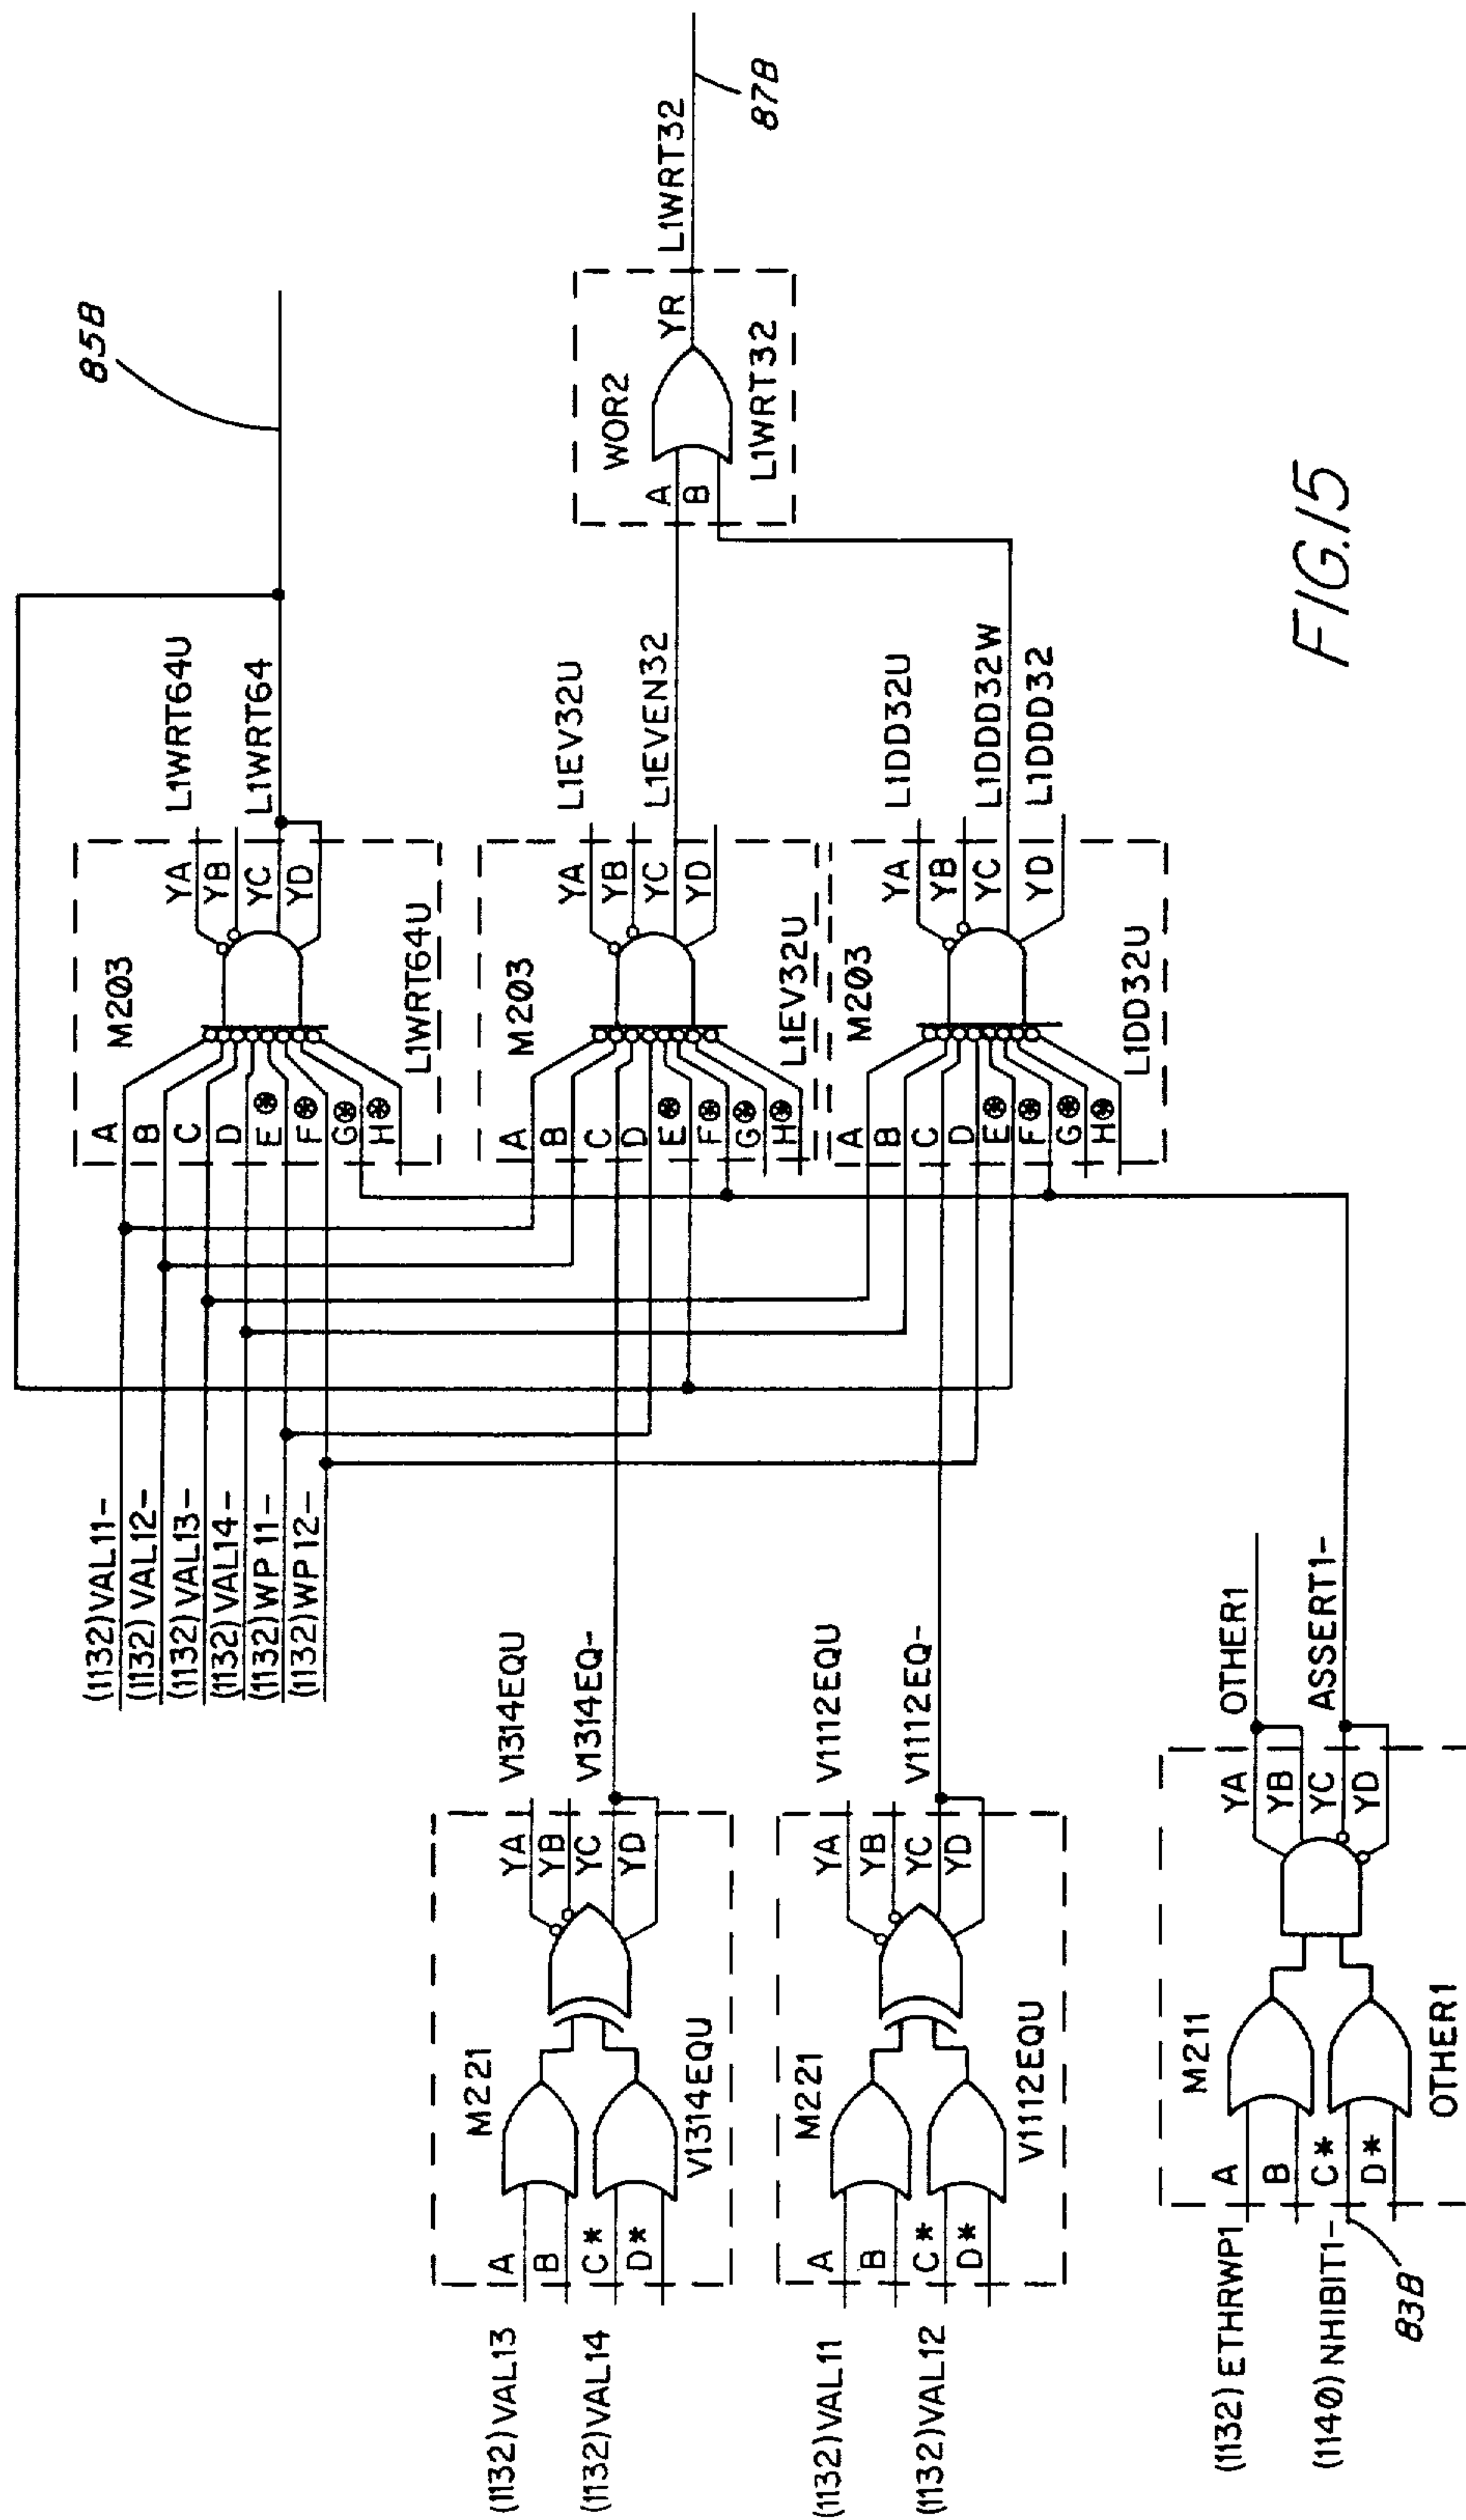 85B
(1132)VAL11-
(1132)VAL12-
(1132)VAL13-
(1132)VAL14-
(1132)WP11-
(1132)WP12-
A
B
C
D
E⊛
F⊛
G⊛
H⊛
M203
YA
YB
YC
YD
L1WRT64U
L1WRT64U
L1WRT64
(1132)VAL13
(1132)VAL14
A
B
C*
D*
M221
V1314EQU
YA
YB
YC
YD
V1314EQU
V1314EQ-
A
B
C
D
E⊛
F⊛
G⊛
H⊛
M203
YA
YB
YC
YD
L1EV32U
L1EV32U
L1EVEN32
WOR2
A
B
YR
L1WRT32
L1WRT32
87B
(1132)VAL11
(1132)VAL12
A
B
C*
D*
M221
V1112EQU
YA
YB
YC
YD
V1112EQU
V1112EQ-
A
B
C
D
E⊛
F⊛
G⊛
H⊛
M203
YA
YB
YC
YD
L1DD32U
L1DD32U
L1DDD32W
L1DDD32
(1132)ETHRWP1
(1140)NHIBIT1-
83B
A
B
C*
D*
M211
OTHER1
YA
YB
YC
YD
OTHER1
ASSERT1-
FIG.15